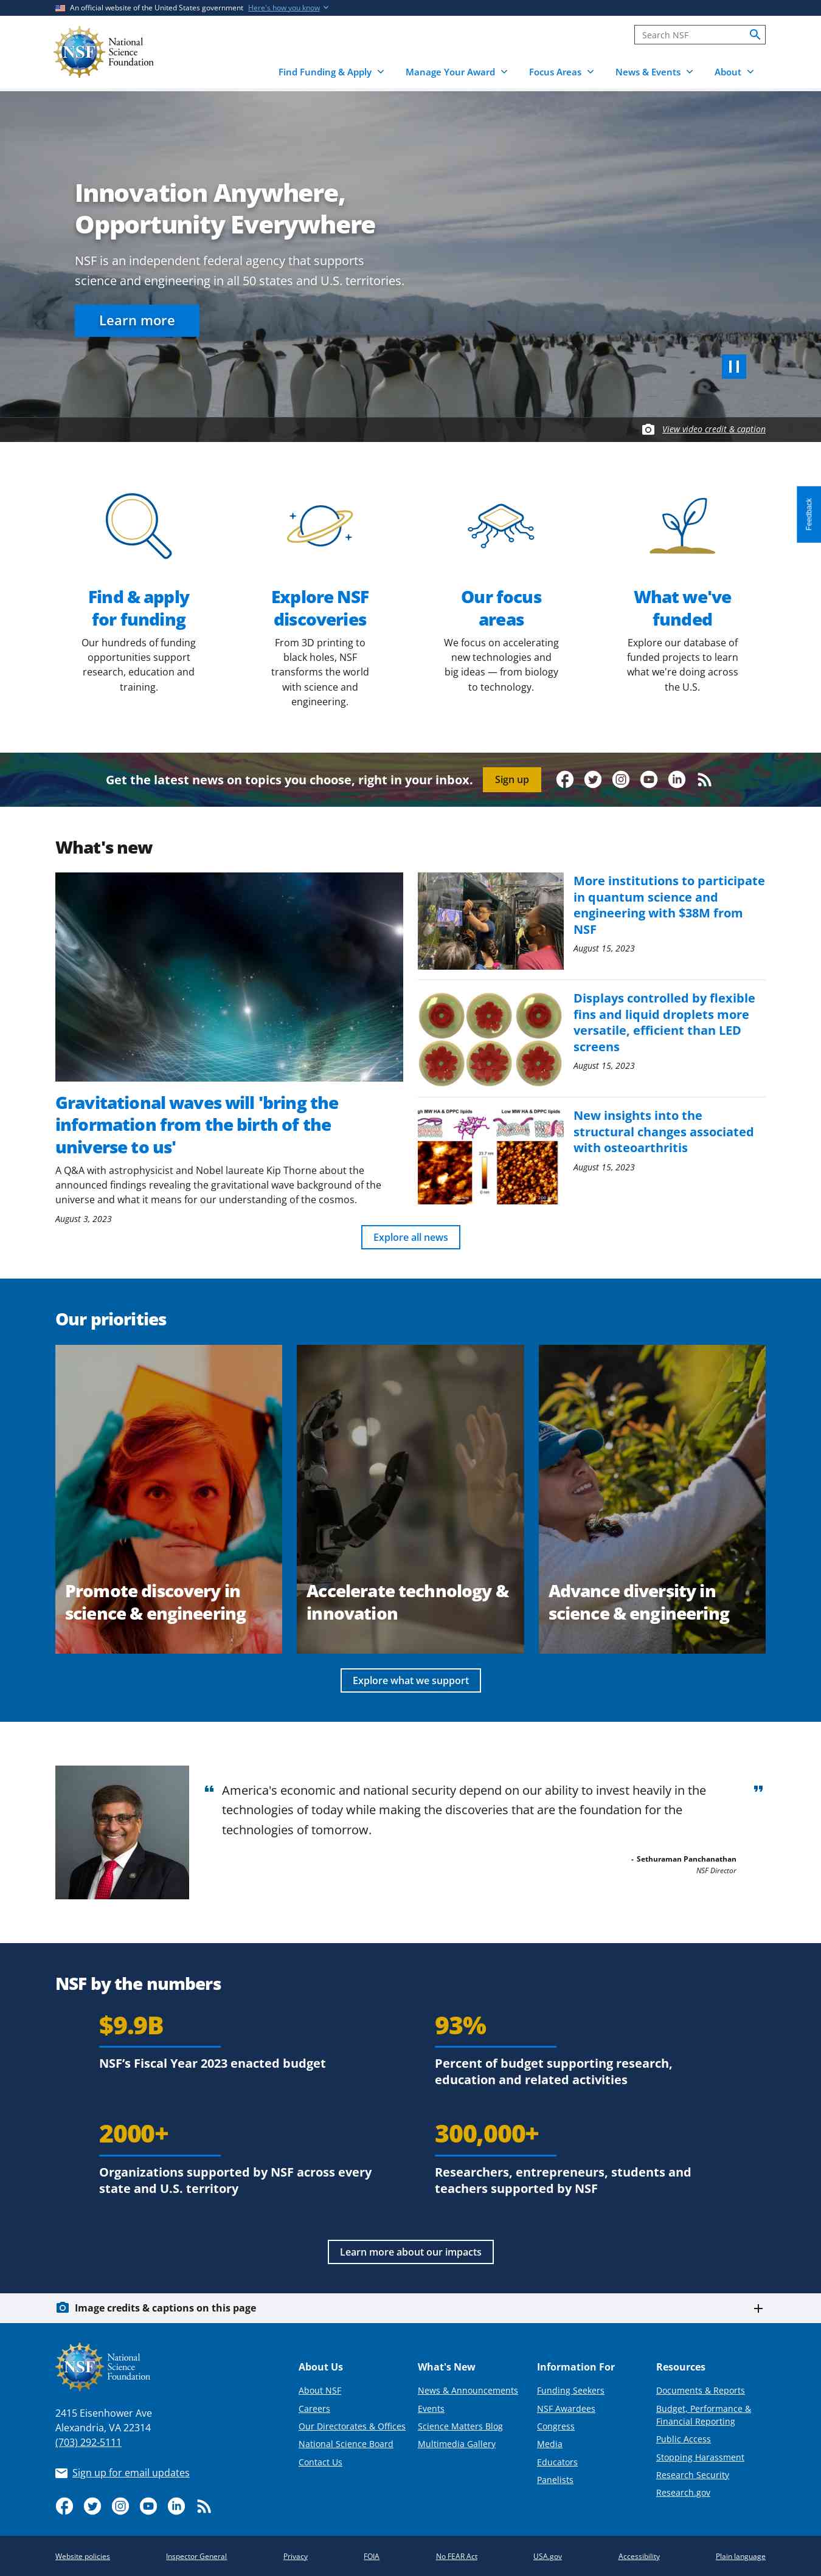 An official website of the United States government Here's how you know
National
Science
Foundation
NSF
Search NSF
Find Funding & Apply Manage Your Award Focus Areas News & Events About
Innovation Anywhere,
Opportunity Everywhere
NSF is an independent federal agency that supports
science and engineering in all 50 states and U.S. territories.
Learn more
View video credit & caption
Feedback
Find & apply
for funding
Our hundreds of funding
opportunities support
research, education and
training.
Explore NSF
discoveries
From 3D printing to
black holes, NSF
transforms the world
with science and
engineering.
Our focus
areas
We focus on accelerating
new technologies and
big ideas — from biology
to technology.
What we've
funded
Explore our database of
funded projects to learn
what we're doing across
the U.S.
Get the latest news on topics you choose, right in your inbox. Sign up
What's new
Gravitational waves will 'bring the
information from the birth of the
universe to us'
A Q&A with astrophysicist and Nobel laureate Kip Thorne about the
announced findings revealing the gravitational wave background of the
universe and what it means for our understanding of the cosmos.
August 3, 2023
More institutions to participate
in quantum science and
engineering with $38M from
NSF
August 15, 2023
Displays controlled by flexible
fins and liquid droplets more
versatile, efficient than LED
screens
August 15, 2023
MW HA & DPPC lipids Low MW HA & DPPC lipids
New insights into the
structural changes associated
with osteoarthritis
August 15, 2023
Explore all news
Our priorities
Promote discovery in
science & engineering
Accelerate technology &
innovation
Advance diversity in
science & engineering
Explore what we support
America's economic and national security depend on our ability to invest heavily in the
technologies of today while making the discoveries that are the foundation for the
technologies of tomorrow.
- Sethuraman Panchanathan
NSF Director
NSF by the numbers
$9.9B
NSF's Fiscal Year 2023 enacted budget
93%
Percent of budget supporting research,
education and related activities
2000+
Organizations supported by NSF across every
state and U.S. territory
300,000+
Researchers, entrepreneurs, students and
teachers supported by NSF
Learn more about our impacts
Image credits & captions on this page
NSF
National
Science
Foundation
2415 Eisenhower Ave
Alexandria, VA 22314
(703) 292-5111
Sign up for email updates
About Us
About NSF
Careers
Our Directorates & Offices
National Science Board
Contact Us
What's New
News & Announcements
Events
Science Matters Blog
Multimedia Gallery
Information For
Funding Seekers
NSF Awardees
Congress
Media
Educators
Panelists
Resources
Documents & Reports
Budget, Performance &
Financial Reporting
Public Access
Stopping Harassment
Research Security
Research.gov
Website policies Inspector General Privacy FOIA No FEAR Act USA.gov Accessibility Plain language